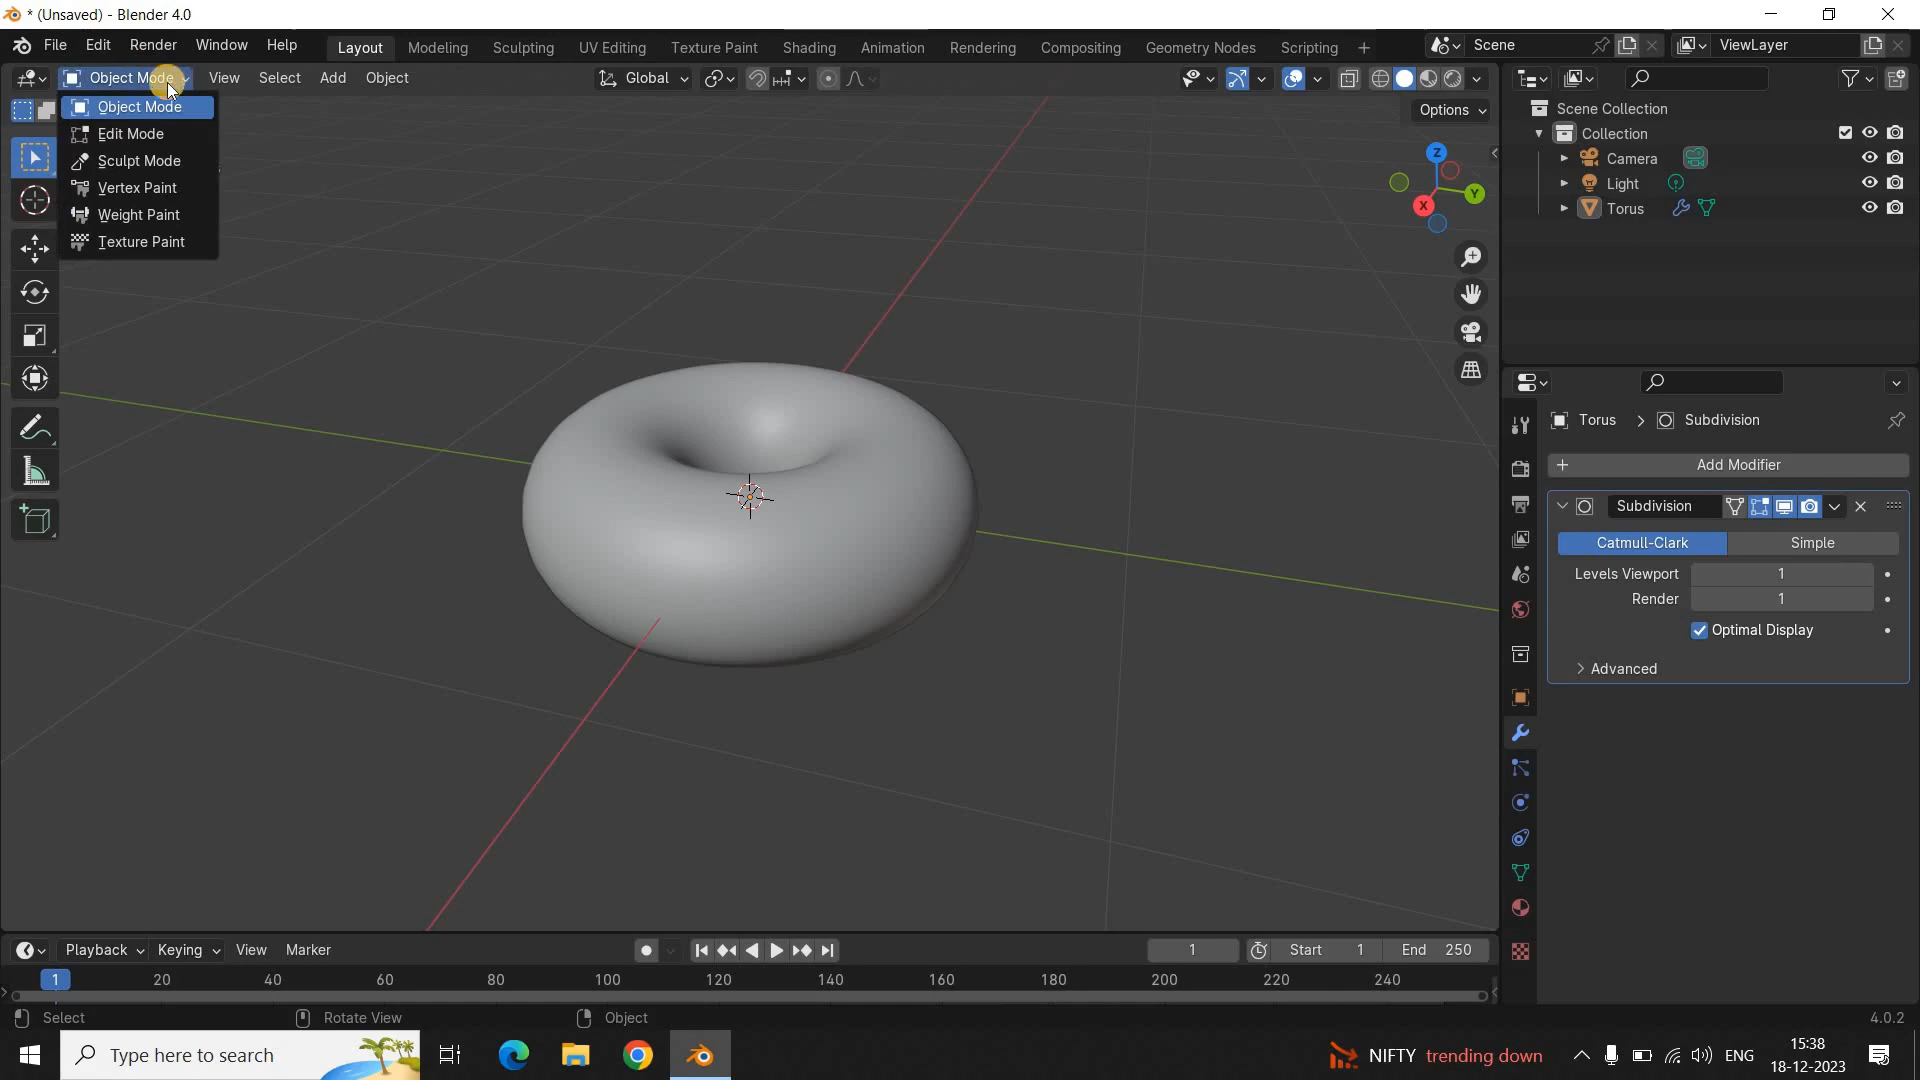 * (Unsaved) - Blender 4.0
File Edit Render Window Help Layout Modeling Sculpting UV Editing Texture Paint Shading Animation Rendering Compositing Geometry Nodes Scripting + Scene ViewLayer
Object Mode View Select Add Object Global
Options
Object Mode
Edit Mode
Sculpt Mode
Vertex Paint
Weight Paint
Texture Paint
Z
Y
X
Scene Collection
Collection
Camera
Light
Torus
Torus > Subdivision
+ Add Modifier
Subdivision
Catmull-Clark Simple
Levels Viewport 1
Render 1
Optimal Display
> Advanced
Playback Keying View Marker 1 Start 1 End 250
1 20 40 60 80 100 120 140 160 180 200 220 240
Select Rotate View Object 4.0.2
Type here to search NIFTY trending down ENG 15:38
18-12-2023